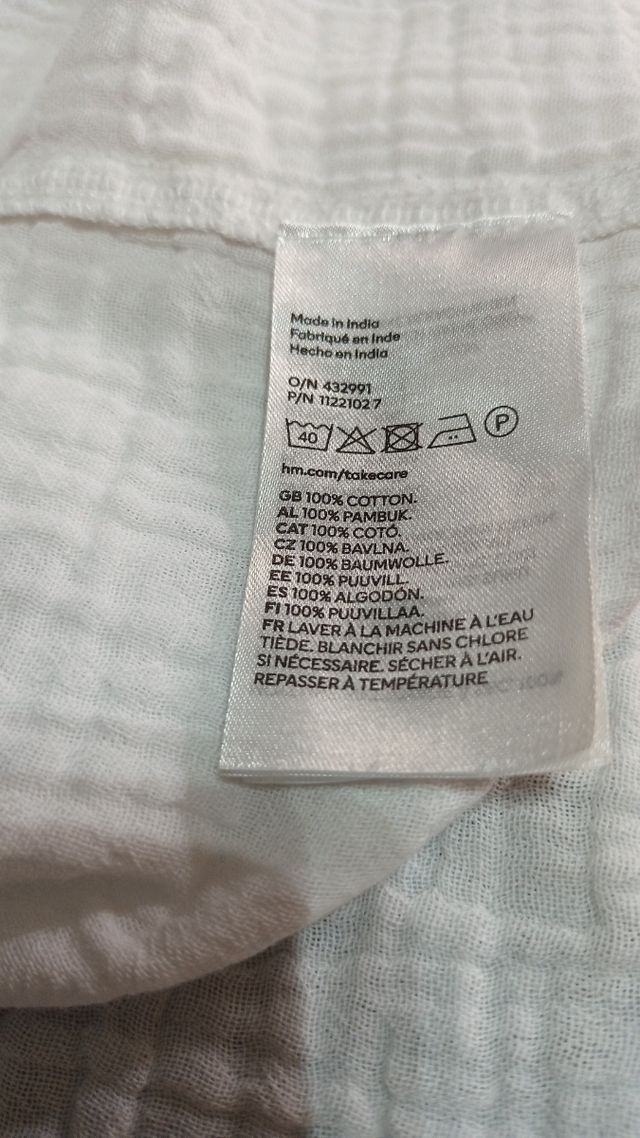 Made in India
Fabriqué en Inde
Hecho en India
O/N 432991
P/N 1122102 7
40 P
hm.com/takecare
GB 100% COTTON.
AL 100% PAMBUK.
CAT 100% COTÓ.
CZ 100% BAVLNA.
DE 100% BAUMWOLLE.
EE 100% PUUVILL.
ES 100% ALGODÓN.
FI 100% PUUVILLAA.
FR LAVER À LA MACHINE À L'EAU
TIÈDE. BLANCHIR SANS CHLORE
SI NÉCESSAIRE. SÉCHER À L'AIR.
REPASSER À TEMPÉRATURE